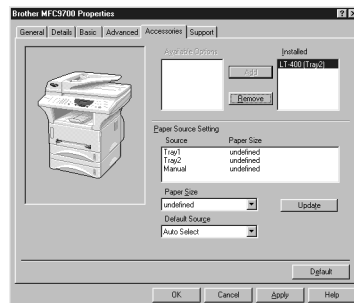 Brother MFC9700 Properties
General Details Basic Advanced Accessories Support
Available Options
Installed
LT-400 (Tray2)
Add
Remove
Paper Source Setting
Source Paper Size
Tray1 undefined
Tray2 undefined
Manual undefined
Paper Size
undefined
Update
Default Source
Auto Select
Default
OK Cancel Apply Help